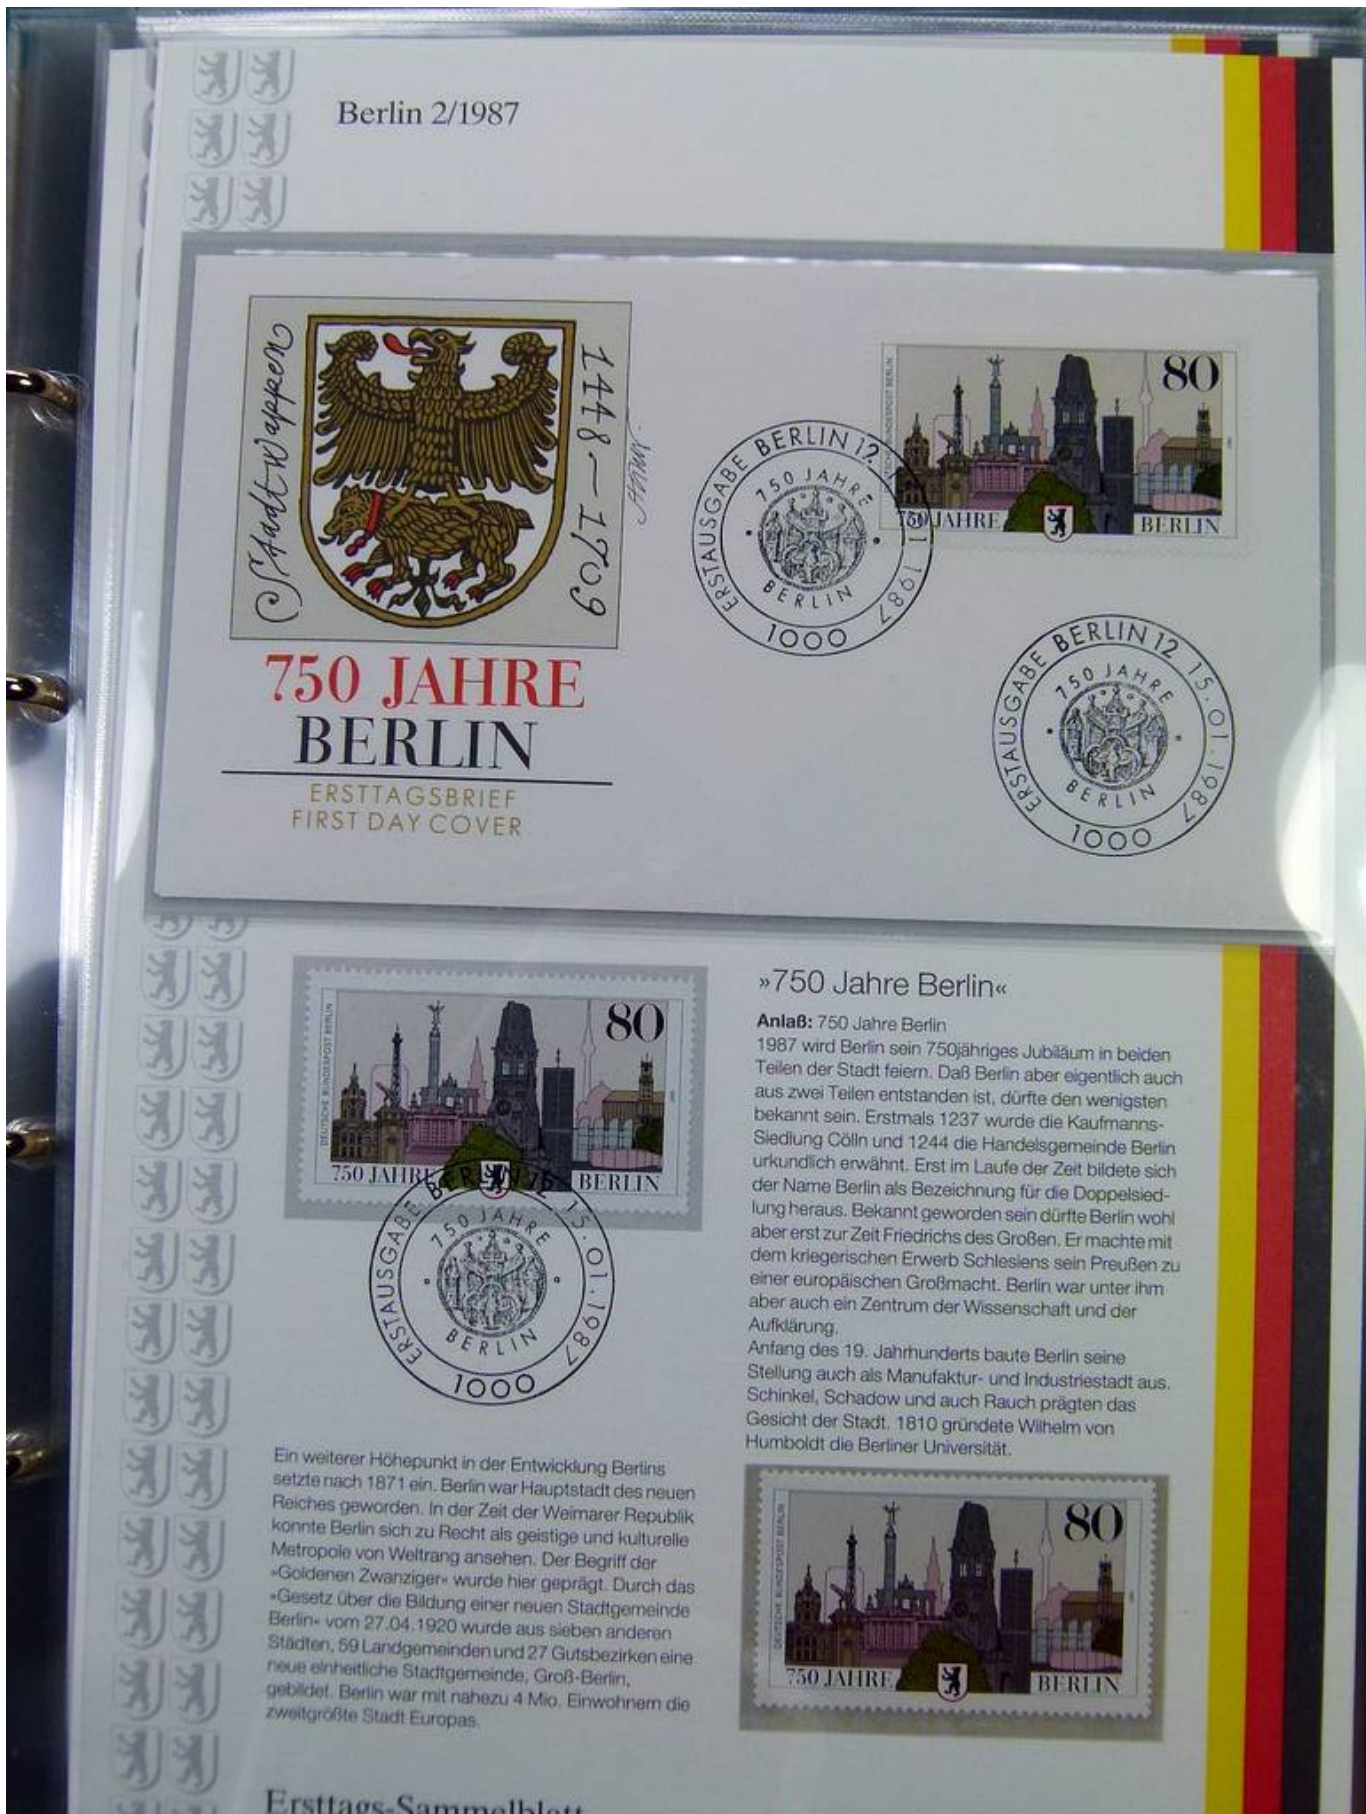 Berlin 2/1987
Stadtwappen
1448-1709
750 JAHRE
BERLIN
ERSTTAGSBRIEF
FIRST DAY COVER
80
750 JAHRE BERLIN
ERSTAUSGABE BERLIN 12 1 1987
750 JAHRE
BERLIN
1000
ERSTAUSGABE BERLIN 12 15.01.1987
750 JAHRE
BERLIN
1000
DEUTSCHE BUNDESPOST BERLIN
80
750 JAHRE BERLIN
ERSTAUSGABE BERLIN 12 15.01.1987
750 JAHRE
BERLIN
1000
»750 Jahre Berlin«
Anlaß: 750 Jahre Berlin
1987 wird Berlin sein 750jähriges Jubiläum in beiden
Teilen der Stadt feiern. Daß Berlin aber eigentlich auch
aus zwei Teilen entstanden ist, dürfte den wenigsten
bekannt sein. Erstmals 1237 wurde die Kaufmanns-
Siedlung Cölln und 1244 die Handelsgemeinde Berlin
urkundlich erwähnt. Erst im Laufe der Zeit bildete sich
der Name Berlin als Bezeichnung für die Doppelsied-
lung heraus. Bekannt geworden sein dürfte Berlin wohl
aber erst zur Zeit Friedrichs des Großen. Er machte mit
dem kriegerischen Erwerb Schlesiens sein Preußen zu
einer europäischen Großmacht. Berlin war unter ihm
aber auch ein Zentrum der Wissenschaft und der
Aufklärung.
Anfang des 19. Jahrhunderts baute Berlin seine
Stellung auch als Manufaktur- und Industriestadt aus.
Schinkel, Schadow und auch Rauch prägten das
Gesicht der Stadt. 1810 gründete Wilhelm von
Humboldt die Berliner Universität.
Ein weiterer Höhepunkt in der Entwicklung Berlins
setzte nach 1871 ein. Berlin war Hauptstadt des neuen
Reiches geworden. In der Zeit der Weimarer Republik
konnte Berlin sich zu Recht als geistige und kulturelle
Metropole von Weltrang ansehen. Der Begriff der
»Goldenen Zwanziger« wurde hier geprägt. Durch das
»Gesetz über die Bildung einer neuen Stadtgemeinde
Berlin« vom 27.04.1920 wurde aus sieben anderen
Städten, 59 Landgemeinden und 27 Gutsbezirken eine
neue einheitliche Stadtgemeinde, Groß-Berlin,
gebildet. Berlin war mit nahezu 4 Mio. Einwohnern die
zweitgrößte Stadt Europas.
DEUTSCHE BUNDESPOST BERLIN
80
750 JAHRE BERLIN
Ersttags-Sammelblatt